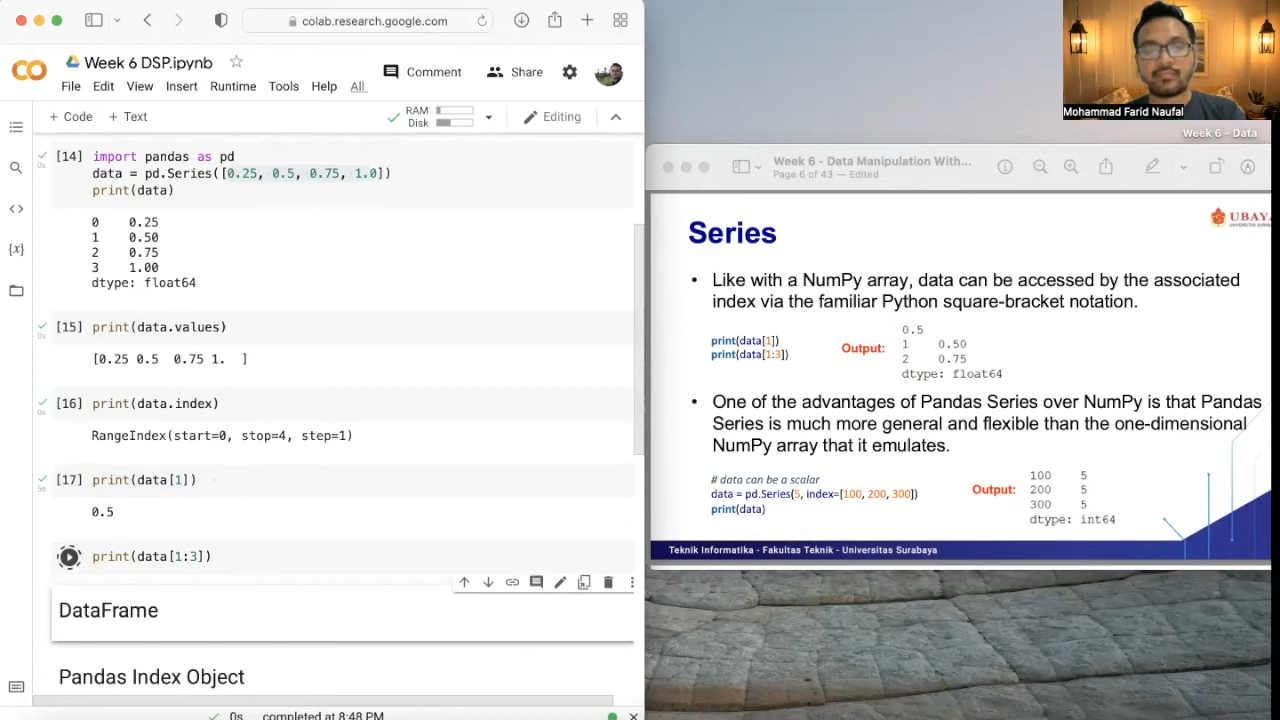 colab.research.google.com
Week 6 DSP.ipynb
Comment
Share
File Edit View Insert Runtime Tools Help All
+ Code + Text
RAM
Disk
Editing
[14] import pandas as pd
data = pd.Series([0.25, 0.5, 0.75, 1.0])
print(data)
0s
0 0.25
1 0.50
2 0.75
3 1.00
dtype: float64
[15] print(data.values)
0s
[0.25 0.5  0.75 1.  ]
[16] print(data.index)
0s
RangeIndex(start=0, stop=4, step=1)
[17] print(data[1])
5s
0.5
print(data[1:3])
DataFrame
Pandas Index Object
0s completed at 8:48 PM
Mohammad Farid Naufal
Week 6 - Data
Week 6 - Data Manipulation With...
Page 6 of 43 — Edited
UBAYA
UNIVERSITAS SURABAYA
Series
• Like with a NumPy array, data can be accessed by the associated
index via the familiar Python square-bracket notation.
print(data[1])
print(data[1:3])
Output:
0.5
1 0.50
2 0.75
dtype: float64
• One of the advantages of Pandas Series over NumPy is that Pandas
Series is much more general and flexible than the one-dimensional
NumPy array that it emulates.
# data can be a scalar
data = pd.Series(5, index=[100, 200, 300])
print(data)
Output:
100 5
200 5
300 5
dtype: int64
Teknik Informatika - Fakultas Teknik - Universitas Surabaya